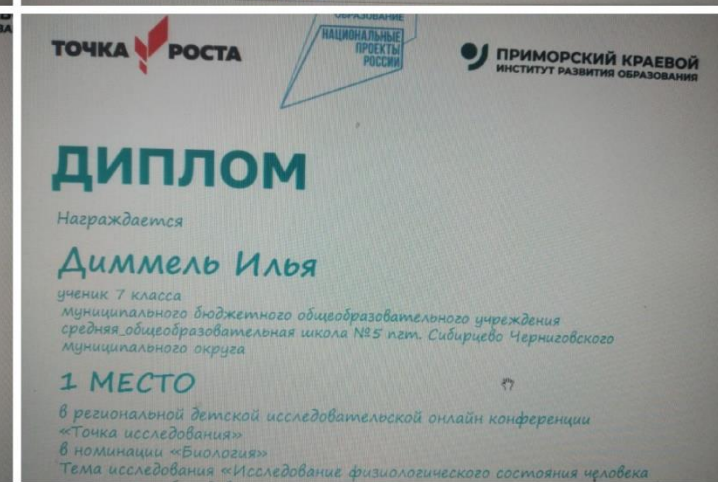 ОБРАЗОВАНИЕ
НАЦИОНАЛЬНЫЕ
ПРОЕКТЫ
РОССИИ
ТОЧКА РОСТА
ПРИМОРСКИЙ КРАЕВОЙ
ИНСТИТУТ РАЗВИТИЯ ОБРАЗОВАНИЯ
ДИПЛОМ
Награждается
Диммель Илья
ученик 7 класса
муниципального бюджетного общеобразовательного учреждения
средняя общеобразовательная школа №5 пгт. Сибирцево Черниговского
муниципального округа
1 МЕСТО
в региональной детской исследовательской онлайн конференции
«Точка исследования»
в номинации «Биология»
Тема исследования «Исследование физиологического состояния человека